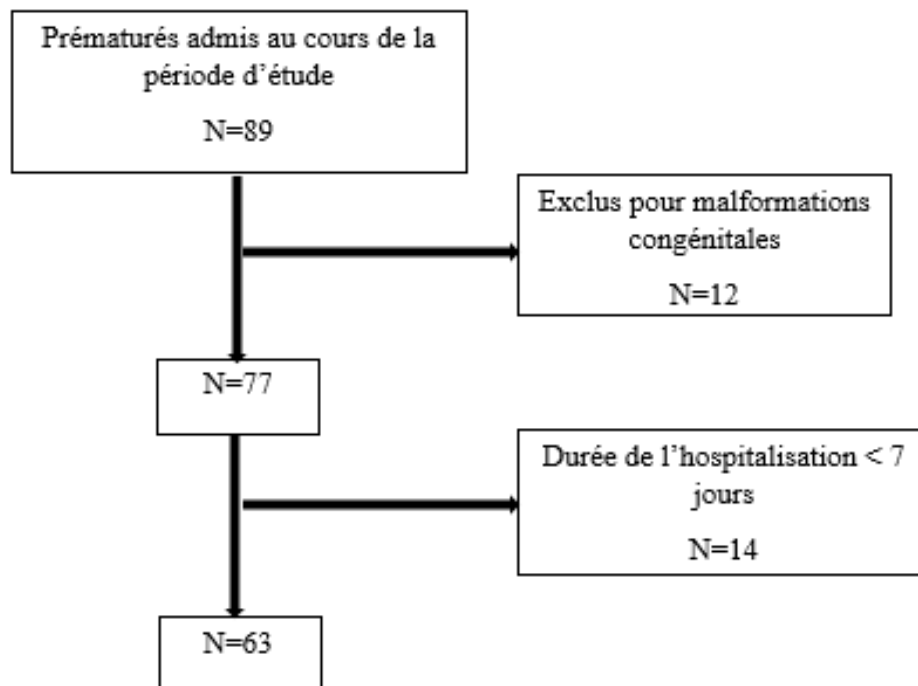 Prématurés admis au cours de la
période d’étude
N=89
Exclus pour malformations
congénitales
N=12
N=77
Durée de l’hospitalisation < 7
jours
N=14
N=63